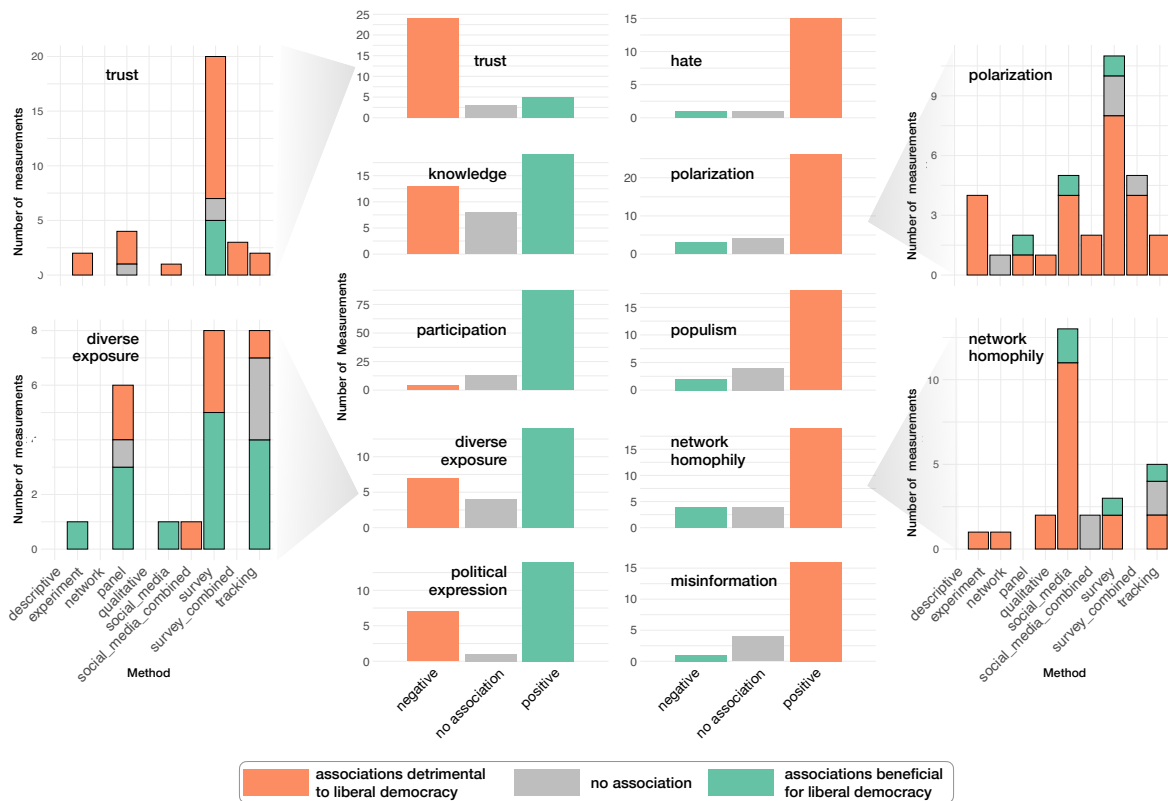 trust
20
15
10
5
J
Number of measurements
diverse
exposure
8
6
2
0
Number of measurements
descriptive
experiment
network
panel
qualitative
social_media
social_media_combined
survey
survey_combined
tracking
Method
Number of Measurements
trust
25
20
15
10
5
0
hate
15
10
5
0
knowledge
15
10
5
0
polarization
20
10
0
participation
75
50
25
0
populism
15
10
5
0
diverse
exposure
10
5
0
network
homophily
15
10
5
0
political
expression
10
5
0
misinformation
15
10
5
0
negative
no association
positive
negative
no association
positive
polarization
9
6
3
0
Number of measurements
network
homophily
10
5
0
Number of measurements
descriptive
experiment
network
panel
qualitative
social_media
social_media_combined
survey
survey_combined
tracking
Method
associations detrimental
to liberal democracy
no association
associations beneficial
for liberal democracy